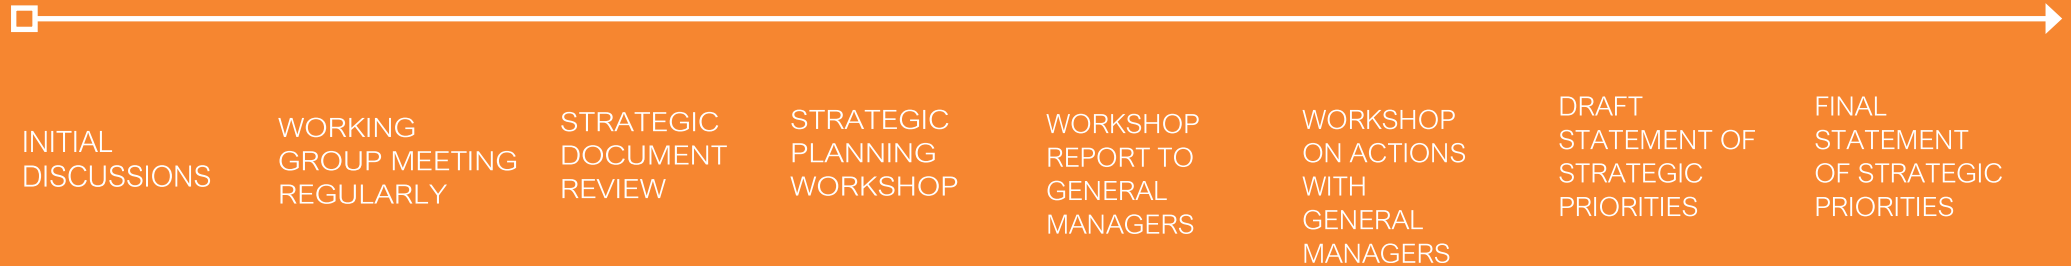 INITIAL
DISCUSSIONS
WORKING
GROUP MEETING
REGULARLY
STRATEGIC
DOCUMENT
REVIEW
STRATEGIC
PLANNING
WORKSHOP
WORKSHOP
REPORT TO
GENERAL
MANAGERS
WORKSHOP
ON ACTIONS
WITH
GENERAL
MANAGERS
DRAFT
STATEMENT OF
STRATEGIC
PRIORITIES
FINAL
STATEMENT
OF STRATEGIC
PRIORITIES